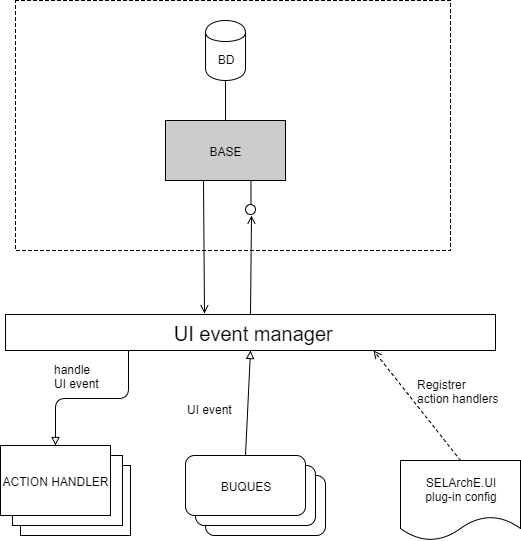 BD
BASE
UI event manager
handle
UI event
UI event
Registrer
action handlers
ACTION HANDLER
BUQUES
SELArchE.UI
plug-in config